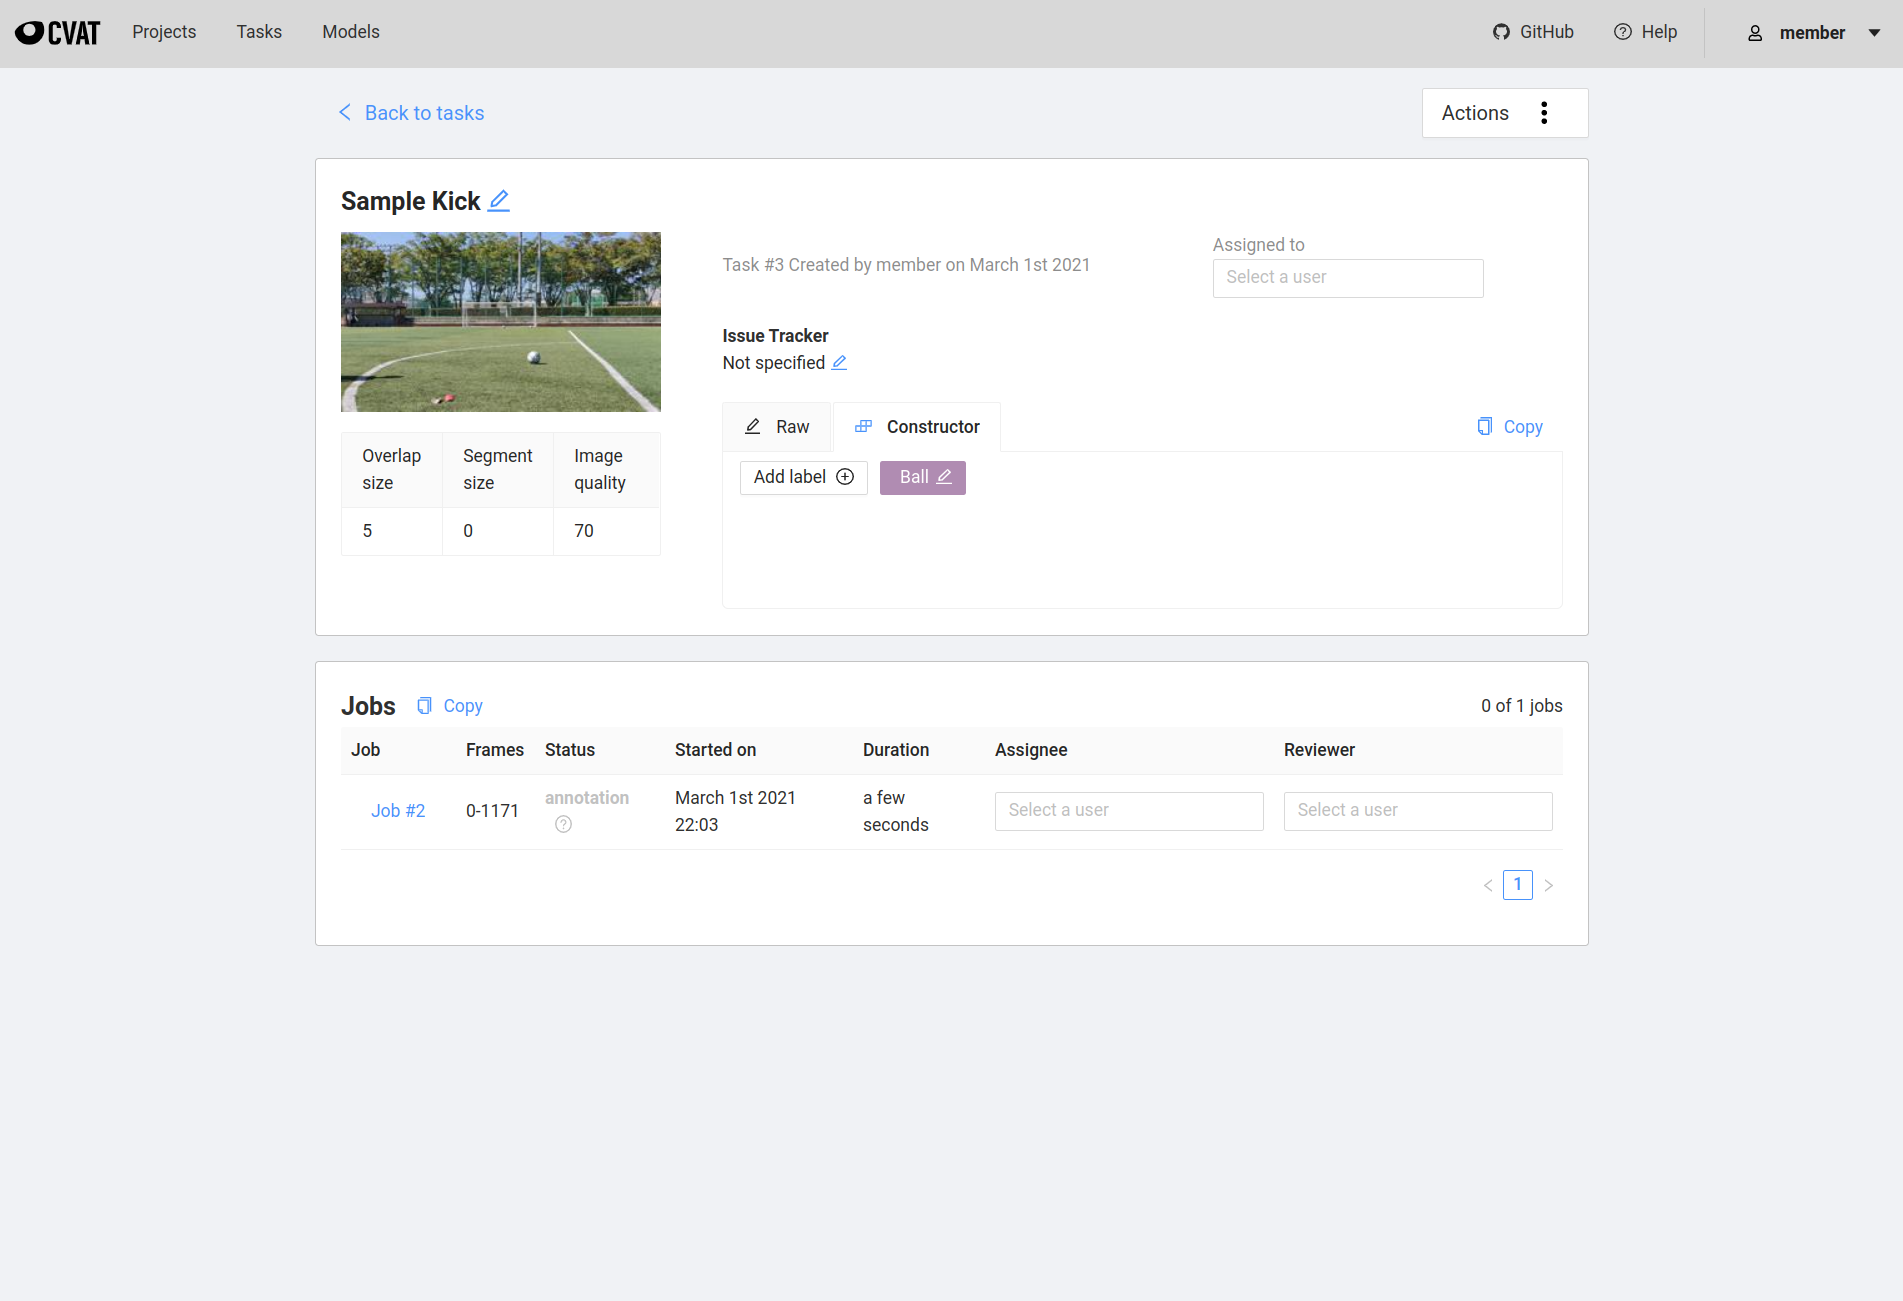 CVAT
Projects
Tasks
Models
GitHub
Help
member
Back to tasks
Actions
Sample Kick
Task #3 Created by member on March 1st 2021
Assigned to
Select a user
Issue Tracker
Not specified
Raw
Constructor
Copy
Add label
Ball
Overlap size
Segment size
Image quality
5
0
70
Jobs
Copy
0 of 1 jobs
Job
Frames
Status
Started on
Duration
Assignee
Reviewer
Job #2
0-1171
annotation
March 1st 2021
22:03
a few
seconds
Select a user
Select a user
1